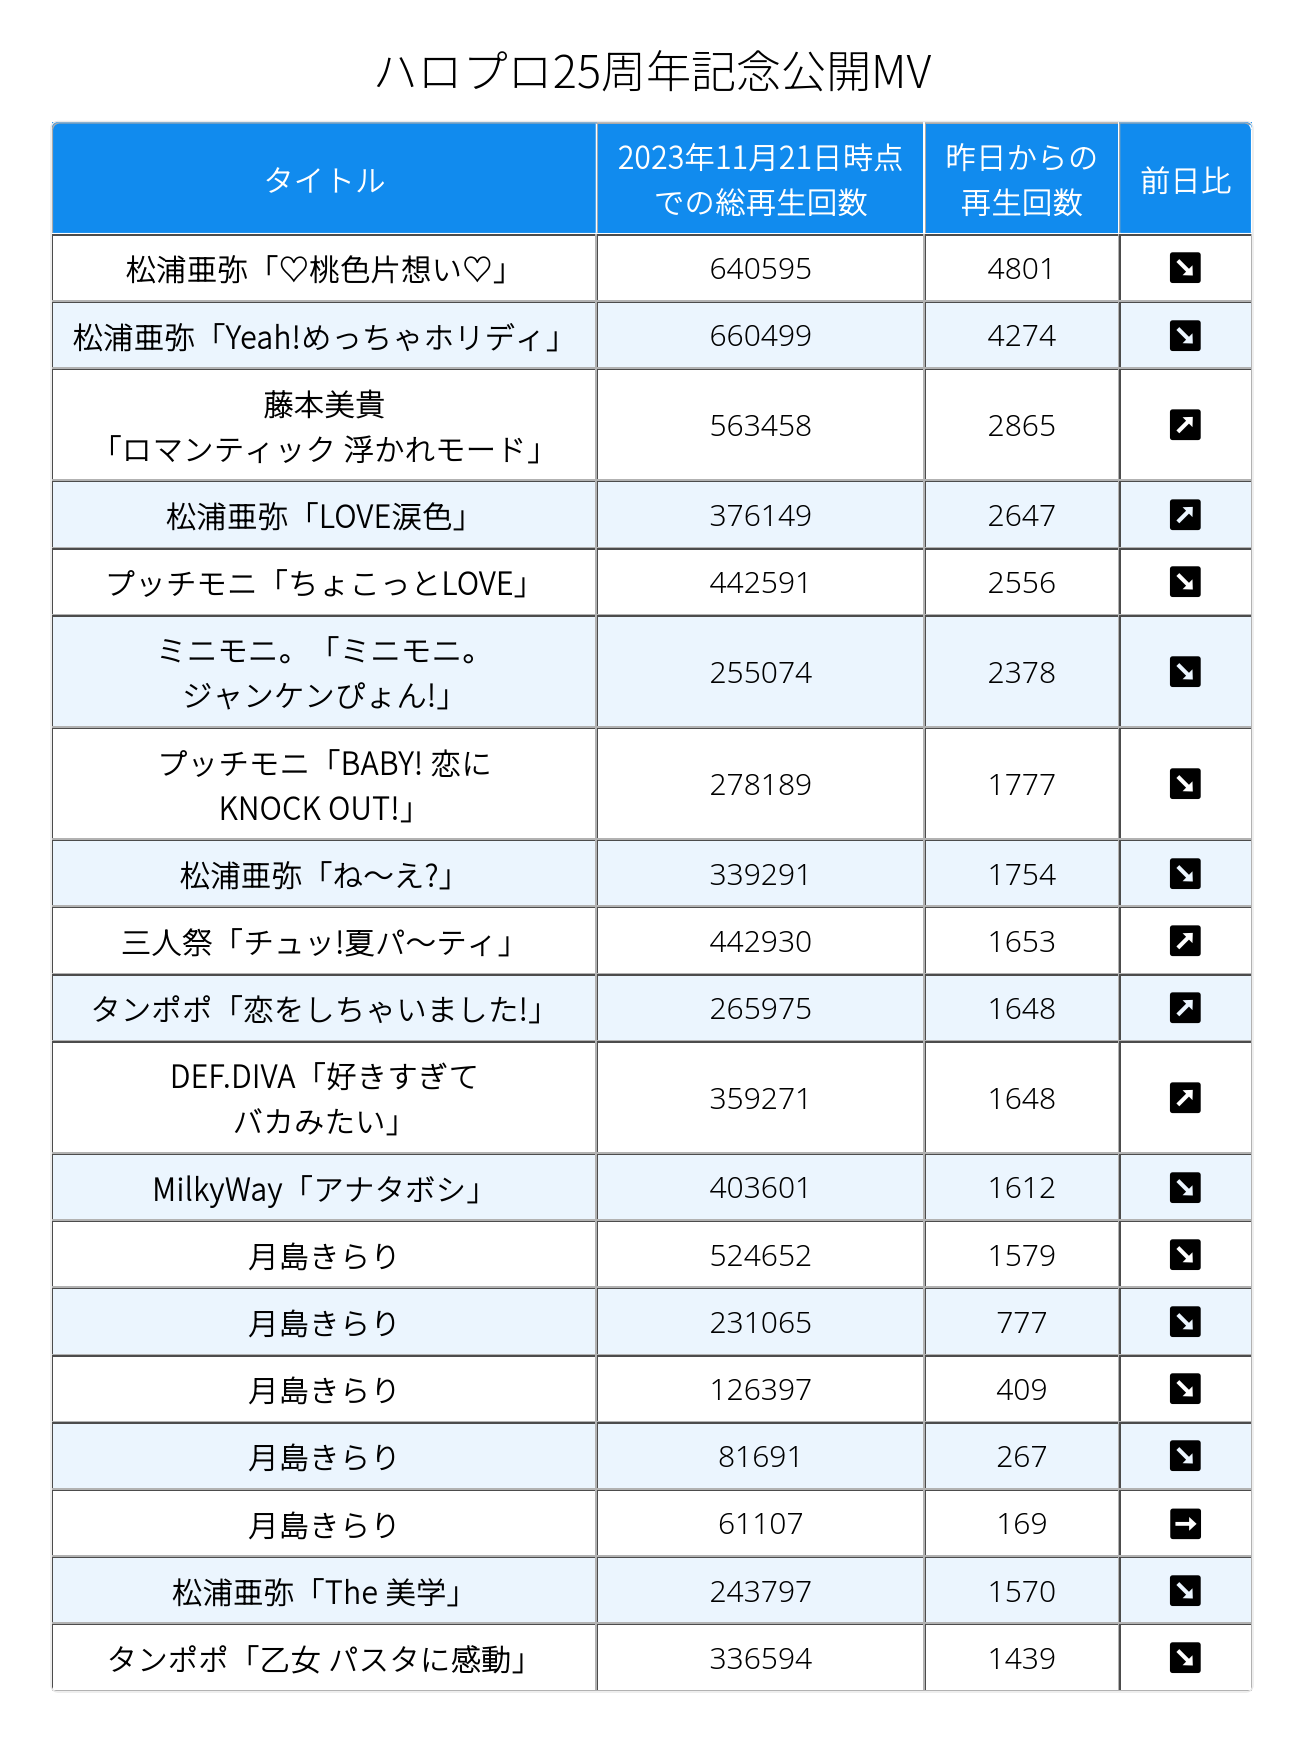 ハロプロ25周年記念公開MV
タイトル
2023年11月21日時点
での総再生回数
昨日からの
再生回数
前日比
松浦亜弥「♡桃色片想い♡」 640595 4801 ↘
松浦亜弥「Yeah!めっちゃホリディ」 660499 4274 ↘
藤本美貴
「ロマンティック 浮かれモード」 563458 2865 ↗
松浦亜弥「LOVE涙色」 376149 2647 ↗
プッチモニ「ちょこっとLOVE」 442591 2556 ↘
ミニモニ。「ミニモニ。
ジャンケンぴょん!」 255074 2378 ↘
プッチモニ「BABY! 恋に
KNOCK OUT!」 278189 1777 ↘
松浦亜弥「ね〜え?」 339291 1754 ↘
三人祭「チュッ!夏パ〜ティ」 442930 1653 ↗
タンポポ「恋をしちゃいました!」 265975 1648 ↗
DEF.DIVA「好きすぎて
バカみたい」 359271 1648 ↗
MilkyWay「アナタボシ」 403601 1612 ↘
月島きらり 524652 1579 ↘
月島きらり 231065 777 ↘
月島きらり 126397 409 ↘
月島きらり 81691 267 ↘
月島きらり 61107 169 →
松浦亜弥「The 美学」 243797 1570 ↘
タンポポ「乙女 パスタに感動」 336594 1439 ↘